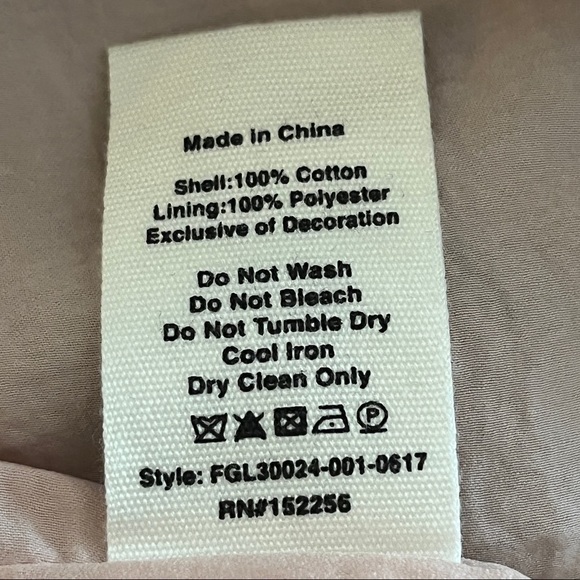 Made in China
Shell:100% Cotton
Lining:100% Polyester
Exclusive of Decoration
Do Not Wash
Do Not Bleach
Do Not Tumble Dry
Cool Iron
Dry Clean Only
P
Style: FGL30024-001-0617
RN#152256